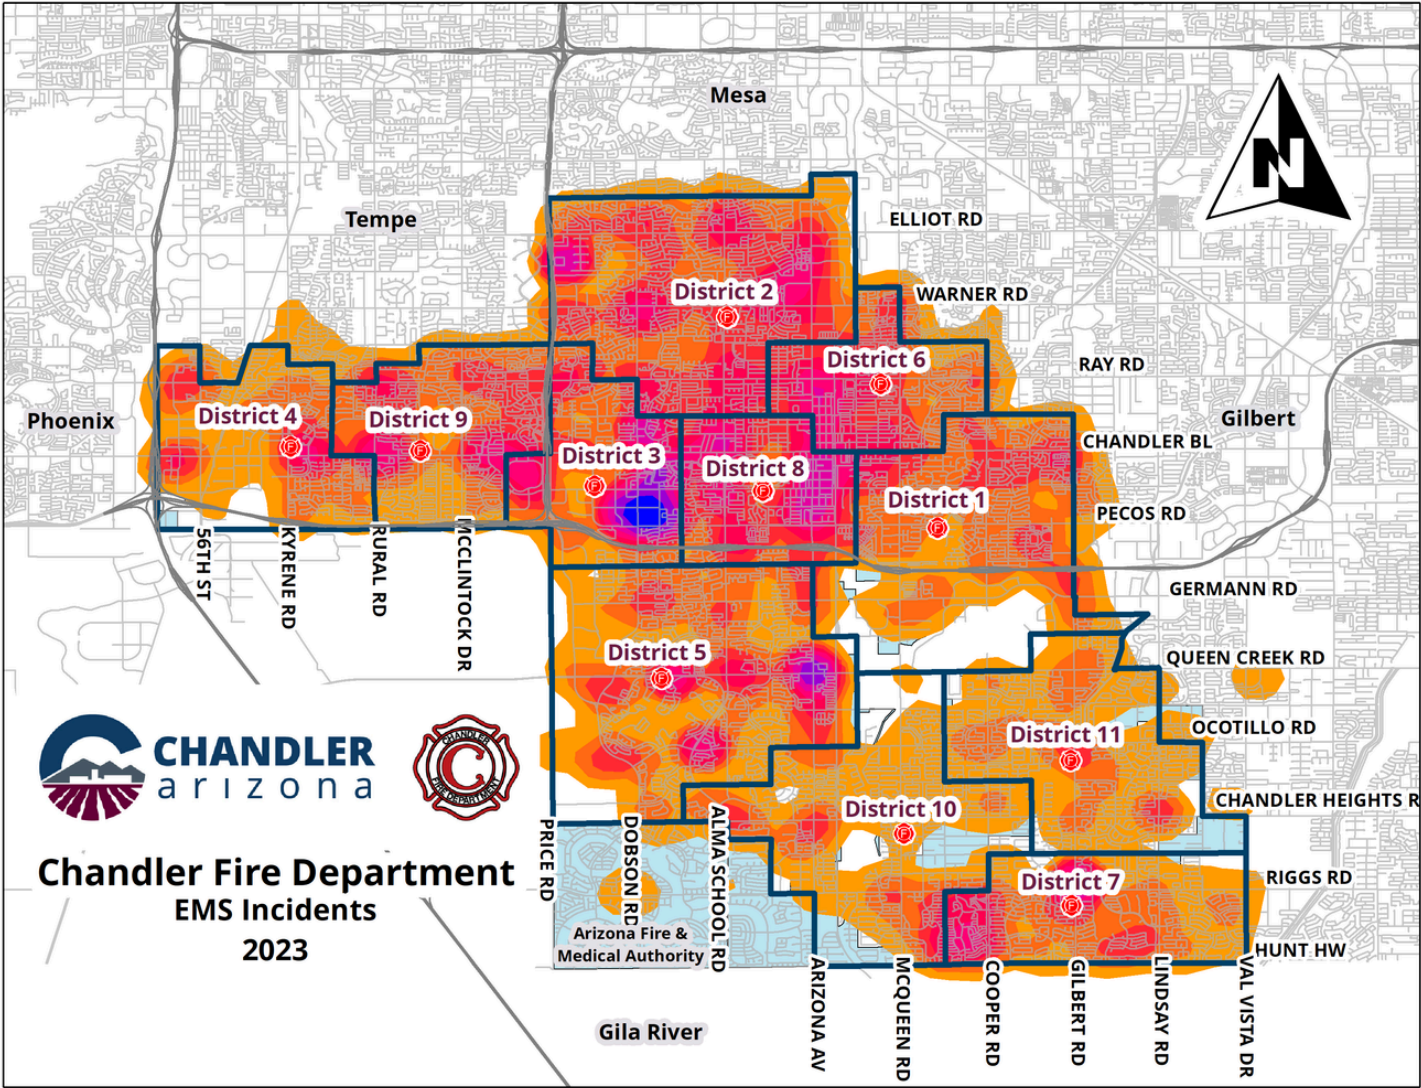 Mesa
N
Tempe
ELLIOT RD
District 2
WARNER RD
District 6
RAY RD
Phoenix
District 4
District 9
Gilbert
CHANDLER BL
District 3
District 8
District 1
PECOS RD
56TH ST
KYRENE RD
RURAL RD
MCCLINTOCK DR
GERMANN RD
District 5
QUEEN CREEK RD
OCOTILLO RD
District 11
CHANDLER
arizona
CHANDLER
C
FIRE DEPARTMENT
CHANDLER HEIGHTS R
District 10
PRICE RD
DOBSON RD
ALMA SCHOOL RD
Chandler Fire Department
EMS Incidents
2023
District 7
RIGGS RD
Arizona Fire &
Medical Authority
HUNT HW
ARIZONA AV
MCQUEEN RD
COOPER RD
GILBERT RD
LINDSAY RD
VAL VISTA DR
Gila River
F
F
F
F
F
F
F
F
F
F
F